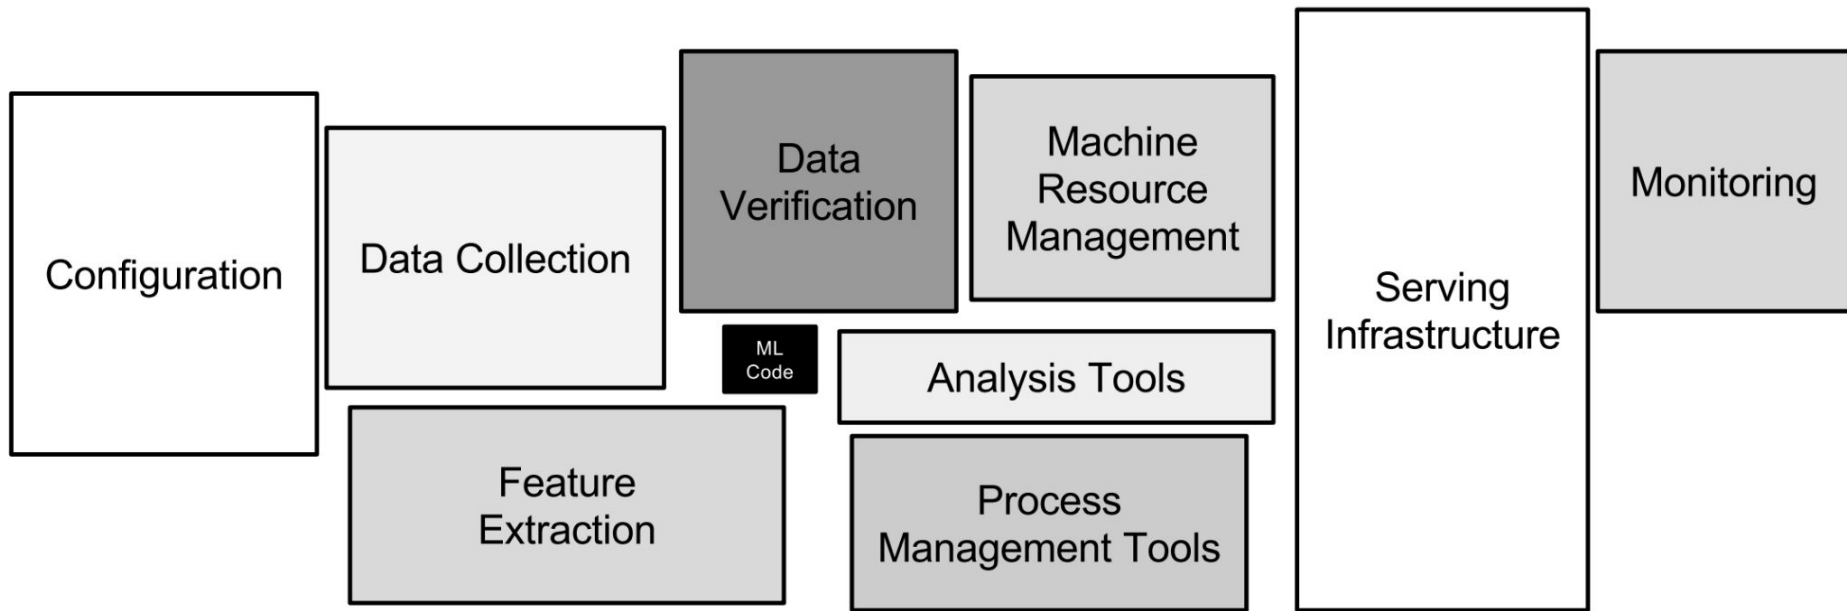 Configuration
Data Collection
Feature
Extraction
Data
Verification
ML
Code
Machine
Resource
Management
Analysis Tools
Process
Management Tools
Serving
Infrastructure
Monitoring